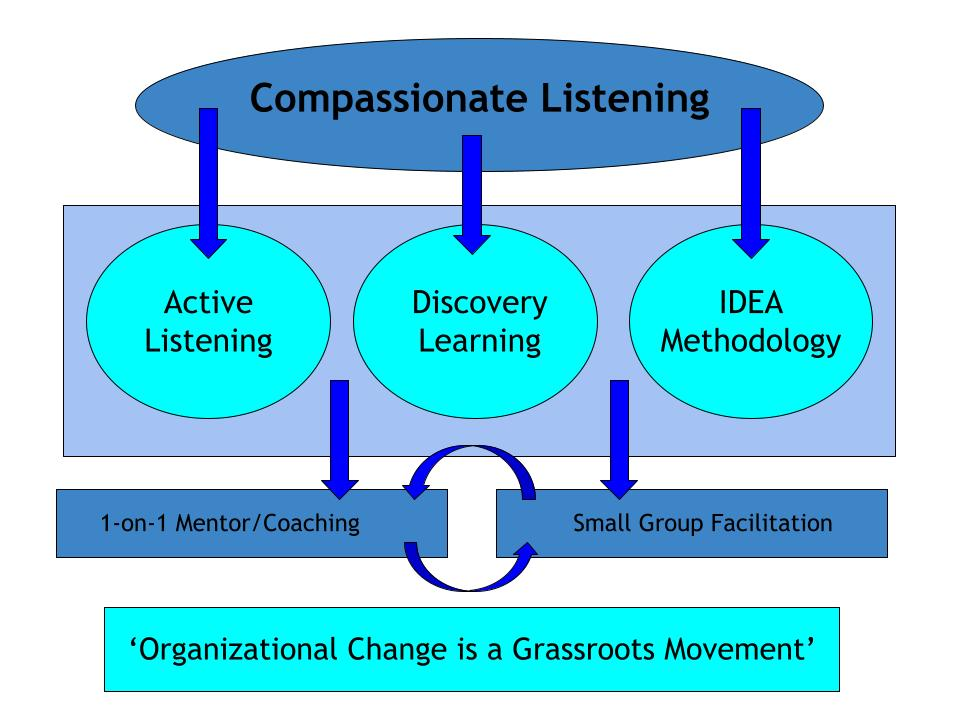 Compassionate Listening
Active
Listening
Discovery
Learning
IDEA
Methodology
1-on-1 Mentor/Coaching
Small Group Facilitation
‘Organizational Change is a Grassroots Movement’